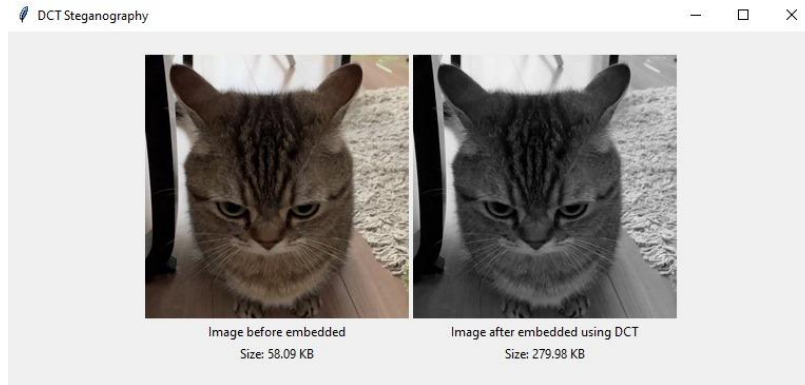 DCT Steganography
Image before embedded
Image after embedded using DCT
Size: 58.09 KB
Size: 279.98 KB